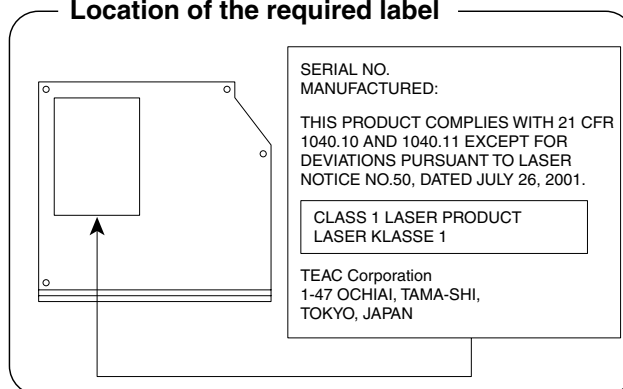 Location of the required label
SERIAL NO.
MANUFACTURED:
THIS PRODUCT COMPLIES WITH 21 CFR
1040.10 AND 1040.11 EXCEPT FOR
DEVIATIONS PURSUANT TO LASER
NOTICE NO.50, DATED JULY 26, 2001.
CLASS 1 LASER PRODUCT
LASER KLASSE 1
TEAC Corporation
1-47 OCHIAI, TAMA-SHI,
TOKYO, JAPAN